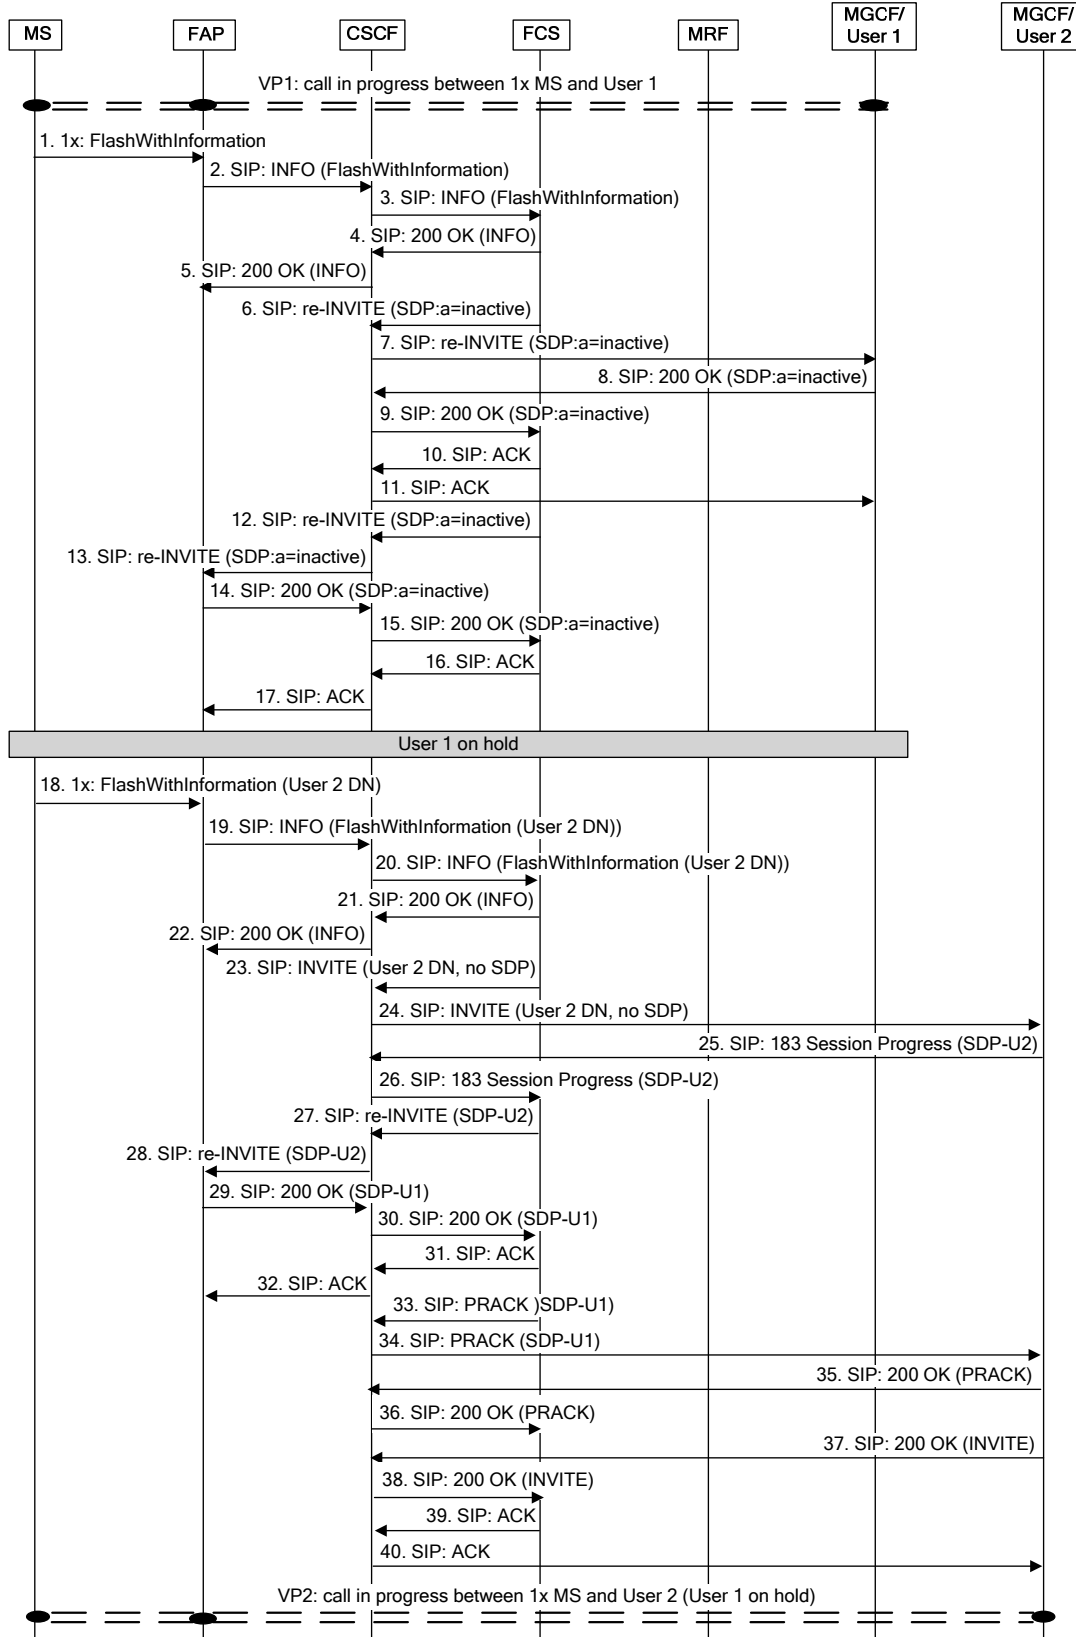 MS
FAP
CSCF
FCS
MRF
MGCF/
User 1
MGCF/
User 2
VP1: call in progress between 1x MS and User 1
1. 1x: FlashWithInformation
2. SIP: INFO (FlashWithInformation)
3. SIP: INFO (FlashWithInformation)
4. SIP: 200 OK (INFO)
5. SIP: 200 OK (INFO)
6. SIP: re-INVITE (SDP:a=inactive)
7. SIP: re-INVITE (SDP:a=inactive)
8. SIP: 200 OK (SDP:a=inactive)
9. SIP: 200 OK (SDP:a=inactive)
10. SIP: ACK
11. SIP: ACK
12. SIP: re-INVITE (SDP:a=inactive)
13. SIP: re-INVITE (SDP:a=inactive)
14. SIP: 200 OK (SDP:a=inactive)
15. SIP: 200 OK (SDP:a=inactive)
16. SIP: ACK
17. SIP: ACK
User 1 on hold
18. 1x: FlashWithInformation (User 2 DN)
19. SIP: INFO (FlashWithInformation (User 2 DN))
20. SIP: INFO (FlashWithInformation (User 2 DN))
21. SIP: 200 OK (INFO)
22. SIP: 200 OK (INFO)
23. SIP: INVITE (User 2 DN, no SDP)
24. SIP: INVITE (User 2 DN, no SDP)
25. SIP: 183 Session Progress (SDP-U2)
26. SIP: 183 Session Progress (SDP-U2)
27. SIP: re-INVITE (SDP-U2)
28. SIP: re-INVITE (SDP-U2)
29. SIP: 200 OK (SDP-U1)
30. SIP: 200 OK (SDP-U1)
31. SIP: ACK
32. SIP: ACK
33. SIP: PRACK )SDP-U1)
34. SIP: PRACK (SDP-U1)
35. SIP: 200 OK (PRACK)
36. SIP: 200 OK (PRACK)
37. SIP: 200 OK (INVITE)
38. SIP: 200 OK (INVITE)
39. SIP: ACK
40. SIP: ACK
VP2: call in progress between 1x MS and User 2 (User 1 on hold)